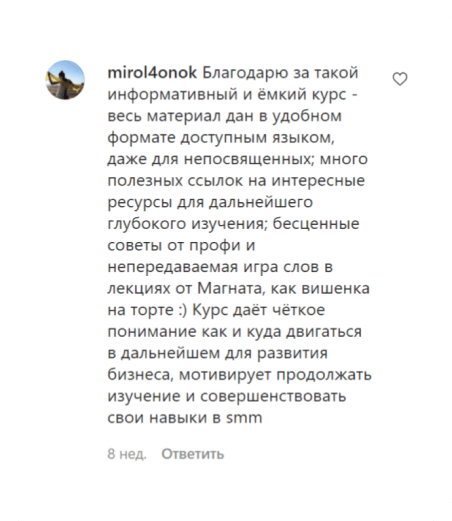 mirol4onok Благодарю за такой
информативный и ёмкий курс -
весь материал дан в удобном
формате доступным языком,
даже для непосвященных; много
полезных ссылок на интересные
ресурсы для дальнейшего
глубокого изучения; бесценные
советы от профи и
непередаваемая игра слов в
лекциях от Магната, как вишенка
на торте :) Курс даёт чёткое
понимание как и куда двигаться
в дальнейшем для развития
бизнеса, мотивирует продолжать
изучение и совершенствовать
свои навыки в smm
8 нед. Ответить